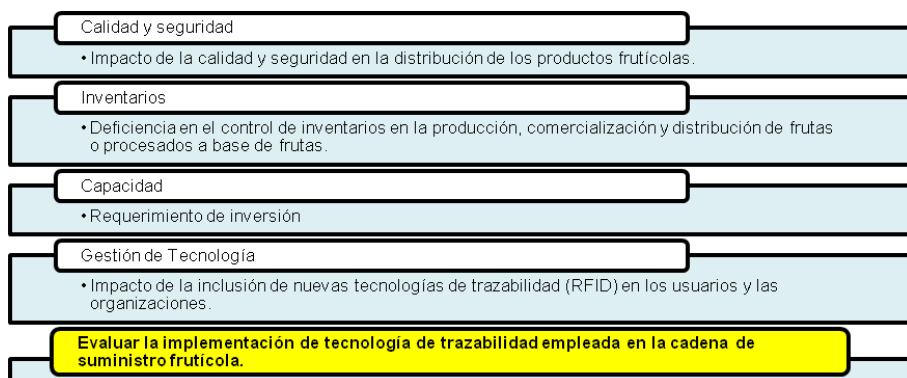 Calidad y seguridad
• Impacto de la calidad y seguridad en la distribución de los productos frutícolas.
Inventarios
• Deficiencia en el control de inventarios en la producción, comercialización y distribución de frutas
o procesados a base de frutas.
Capacidad
• Requerimiento de inversión
Gestión de Tecnología
• Impacto de la inclusión de nuevas tecnologías de trazabilidad (RFID) en los usuarios y las
organizaciones.
Evaluar la implementación de tecnología de trazabilidad empleada en la cadena de
suministro frutícola.